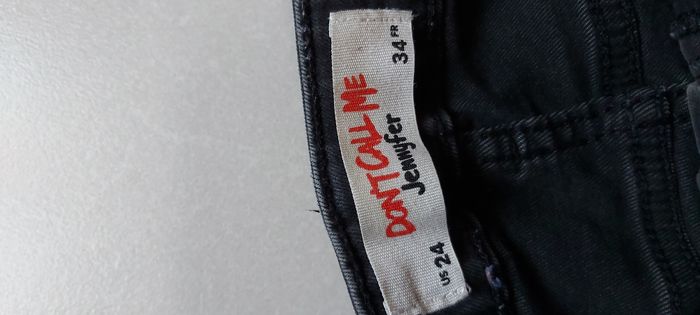 DON'T CALL ME
Jennyfer
US 24
34 FR